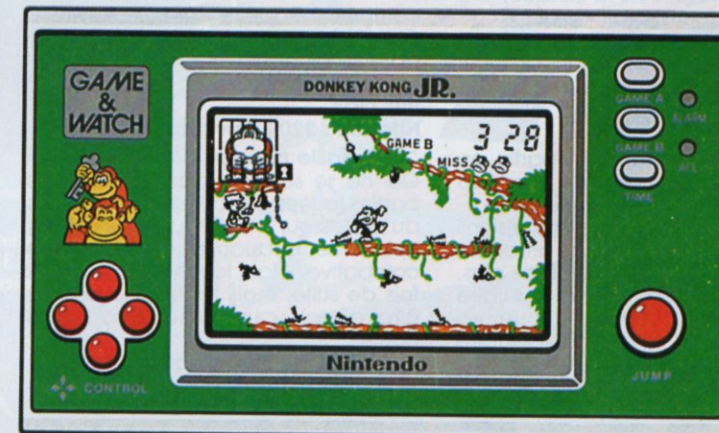 GAME
&
WATCH
DONKEY KONG JR.
GAME B
3 28
MISS
GAME A
ALARM
GAME B
ACL
TIME
CONTROL
Nintendo
JUMP